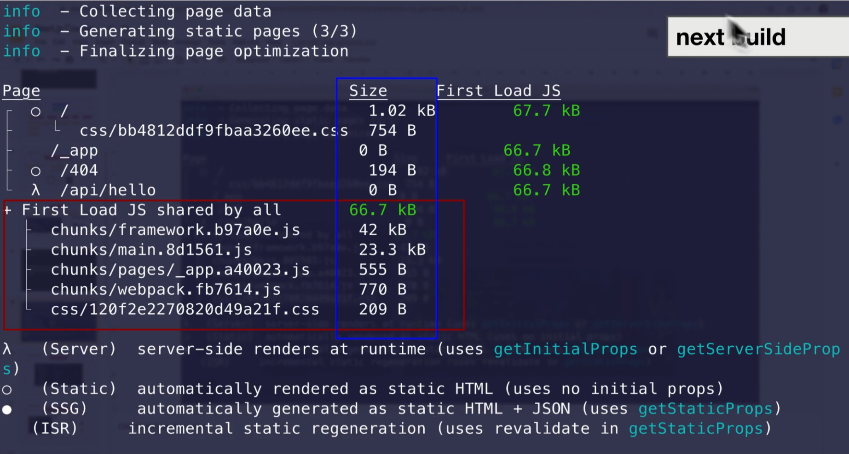 info  - Collecting page data
info  - Generating static pages (3/3)
info  - Finalizing page optimization
next build
Page                                Size     First Load JS
┌ ○ /                               1.02 kB        67.7 kB
├   └ css/bb4812ddf9fbaa3260ee.css  754 B
├   /_app                           0 B            66.7 kB
├ ○ /404                            194 B          66.8 kB
└ λ /api/hello                      0 B            66.7 kB
+ First Load JS shared by all       66.7 kB
  ├ chunks/framework.b97a0e.js      42 kB
  ├ chunks/main.8d1561.js           23.3 kB
  ├ chunks/pages/_app.a40023.js     555 B
  ├ chunks/webpack.fb7614.js        770 B
  └ css/120f2e2270820d49a21f.css    209 B
λ  (Server)  server-side renders at runtime (uses getInitialProps or getServerSideProp
s)
○  (Static)  automatically rendered as static HTML (uses no initial props)
●  (SSG)     automatically generated as static HTML + JSON (uses getStaticProps)
   (ISR)     incremental static regeneration (uses revalidate in getStaticProps)